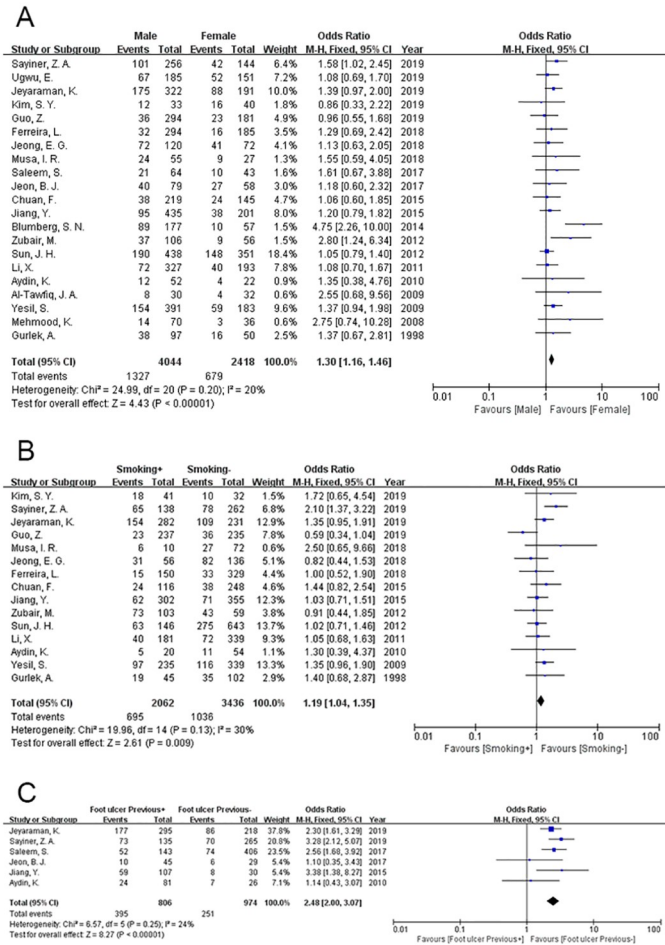 A
Male Female Odds Ratio Odds Ratio
Study or Subgroup Events Total Events Total Weight M-H, Fixed, 95% CI Year M-H, Fixed, 95% CI
Sayiner, Z. A. 101 256 42 144 6.4% 1.58 [1.02, 2.45] 2019
Ugwu, E. 67 185 52 151 6.9% 1.08 [0.69, 1.70] 2019
Jeyaraman, K. 175 322 88 191 10.0% 1.39 [0.97, 2.00] 2019
Kim, S. Y. 12 33 16 40 1.8% 0.86 [0.33, 2.22] 2019
Guo, Z. 36 294 23 181 4.9% 0.96 [0.55, 1.68] 2019
Ferreira, L. 32 294 16 185 3.5% 1.29 [0.69, 2.42] 2018
Jeong, E. G. 72 120 41 72 4.1% 1.13 [0.63, 2.05] 2018
Musa, I. R. 24 55 9 27 1.3% 1.55 [0.59, 4.05] 2018
Saleem, S. 21 64 10 43 1.5% 1.61 [0.67, 3.88] 2017
Jeon, B. J. 40 79 27 58 3.0% 1.18 [0.60, 2.32] 2017
Chuan, F. 38 219 24 145 4.6% 1.06 [0.60, 1.85] 2015
Jiang, Y. 95 435 38 201 7.8% 1.20 [0.79, 1.82] 2015
Blumberg, S. N. 89 177 10 57 1.4% 4.75 [2.26, 10.00] 2014
Zubair, M. 37 106 9 56 1.5% 2.80 [1.24, 6.34] 2012
Sun, J. H. 190 438 148 351 18.4% 1.05 [0.79, 1.40] 2012
Li, X. 72 327 40 193 7.6% 1.08 [0.70, 1.67] 2011
Aydin, K. 12 52 4 22 0.8% 1.35 [0.38, 4.76] 2010
Al-Tawfiq, J. A. 8 30 4 32 0.5% 2.55 [0.68, 9.56] 2009
Yesil, S. 154 391 59 183 9.5% 1.37 [0.94, 1.98] 2009
Mehmood, K. 14 70 3 36 0.6% 2.75 [0.74, 10.28] 2008
Gurlek, A. 38 97 16 50 2.5% 1.37 [0.67, 2.81] 1998
Total (95% CI) 4044 2418 100.0% 1.30 [1.16, 1.46]
Total events 1327 679
Heterogeneity: Chi² = 24.99, df = 20 (P = 0.20); I² = 20%
Test for overall effect: Z = 4.43 (P < 0.00001)
0.01 0.1 1 10 100
Favours [Male] Favours [Female]
B
Smoking+ Smoking- Odds Ratio Odds Ratio
Study or Subgroup Events Total Events Total Weight M-H, Fixed, 95% CI Year M-H, Fixed, 95% CI
Kim, S. Y. 18 41 10 32 1.5% 1.72 [0.65, 4.54] 2019
Sayiner, Z. A. 65 138 78 262 6.8% 2.10 [1.37, 3.22] 2019
Jeyaraman, K. 154 282 109 231 12.1% 1.35 [0.95, 1.91] 2019
Guo, Z. 23 237 36 235 7.5% 0.59 [0.34, 1.04] 2019
Musa, I. R. 6 10 27 72 0.6% 2.50 [0.65, 9.66] 2018
Jeong, E. G. 31 56 82 136 4.9% 0.82 [0.44, 1.53] 2018
Ferreira, L. 15 150 33 329 4.3% 1.00 [0.52, 1.90] 2018
Chuan, F. 24 116 38 248 4.4% 1.44 [0.82, 2.54] 2015
Jiang, Y. 62 302 71 355 12.0% 1.03 [0.71, 1.51] 2015
Zubair, M. 73 103 43 59 3.6% 0.91 [0.44, 1.85] 2012
Sun, J. H. 63 146 275 643 13.4% 1.02 [0.71, 1.46] 2012
Li, X. 40 181 72 339 9.1% 1.05 [0.68, 1.63] 2011
Aydin, K. 5 20 11 54 1.0% 1.30 [0.39, 4.37] 2010
Yesil, S. 97 235 116 339 12.9% 1.35 [0.96, 1.90] 2009
Gurlek, A. 19 45 35 102 2.8% 1.40 [0.68, 2.87] 1998
Total (95% CI) 2062 3436 100.0% 1.19 [1.04, 1.35]
Total events 695 1036
Heterogeneity: Chi² = 19.96, df = 14 (P = 0.13); I² = 30%
Test for overall effect: Z = 2.61 (P = 0.009)
0.01 0.1 1 10 100
Favours [Smoking+] Favours [Smoking-]
C
Foot ulcer Previous+ Foot ulcer Previous- Odds Ratio Odds Ratio
Study or Subgroup Events Total Events Total Weight M-H, Fixed, 95% CI Year M-H, Fixed, 95% CI
Jeyaraman, K. 177 295 86 218 37.8% 2.30 [1.61, 3.29] 2019
Sayiner, Z. A. 73 135 70 265 20.5% 3.28 [2.12, 5.07] 2019
Saleem, S. 52 143 74 406 23.2% 2.56 [1.68, 3.92] 2017
Jeon, B. J. 10 45 6 29 5.5% 1.10 [0.35, 3.43] 2017
Jiang, Y. 59 107 8 30 5.4% 3.38 [1.38, 8.27] 2015
Aydin, K. 24 81 7 26 7.6% 1.14 [0.43, 3.07] 2010
Total (95% CI) 806 974 100.0% 2.48 [2.00, 3.07]
Total events 395 251
Heterogeneity: Chi² = 6.57, df = 5 (P = 0.25); I² = 24%
Test for overall effect: Z = 8.27 (P < 0.00001)
0.01 0.1 1 10 100
Favours [Foot ulcer Previous+] Favours [Foot ulcer Previous-]